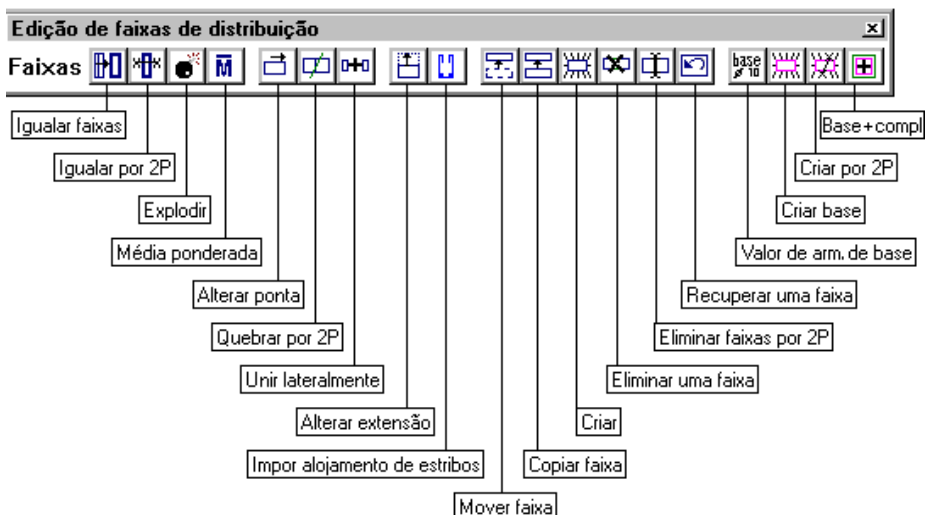 Edição de faixas de distribuição
Faixas
M
base
ø 10
Igualar faixas
Base+compl
Igualar por 2P
Criar por 2P
Explodir
Criar base
Média ponderada
Valor de arm. de base
Alterar ponta
Recuperar uma faixa
Quebrar por 2P
Eliminar faixas por 2P
Unir lateralmente
Eliminar uma faixa
Alterar extensão
Criar
Impor alojamento de estribos
Copiar faixa
Mover faixa